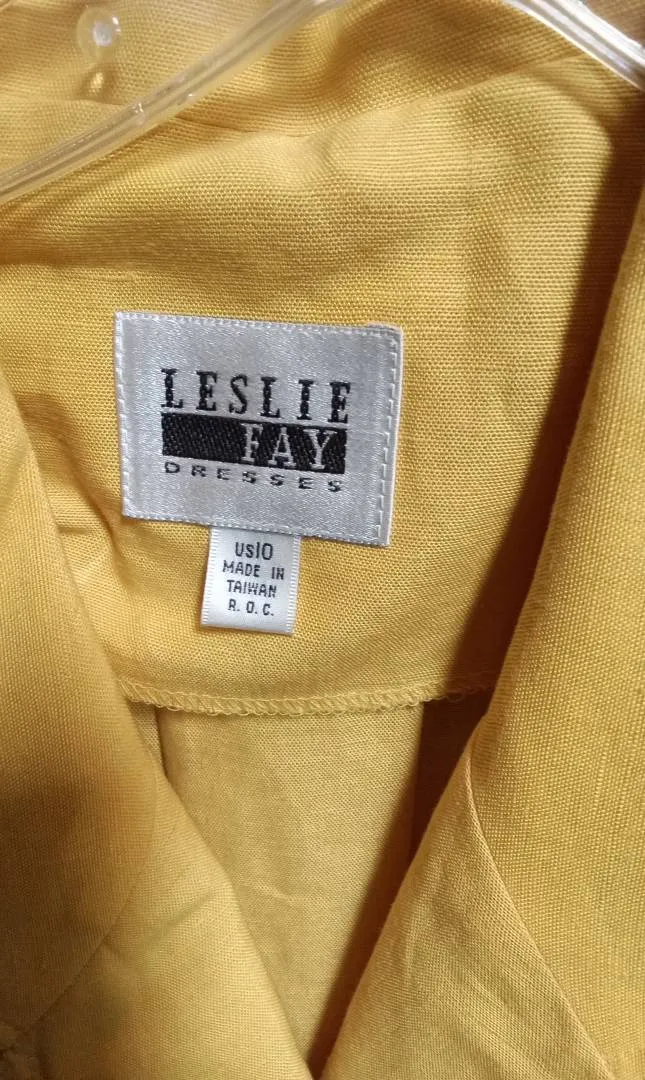 LESLIE
FAY
DRESSES
US10
MADE IN
TAIWAN
R. O. C.